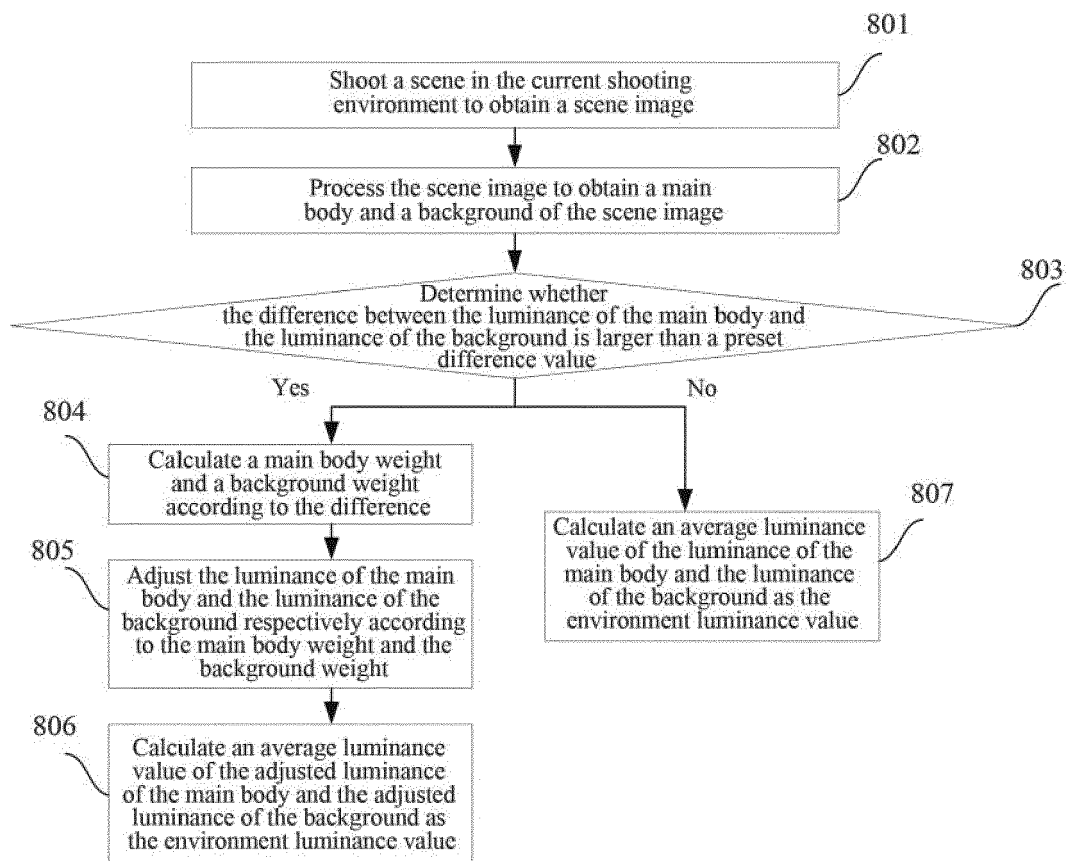 801
Shoot a scene in the current shooting
environment to obtain a scene image
802
Process the scene image to obtain a main
body and a background of the scene image
803
Determine whether
the difference between the luminance of the main body and
the luminance of the background is larger than a preset
difference value
Yes
No
804
Calculate a main body weight
and a background weight
according to the difference
805
Adjust the luminance of the main
body and the luminance of the
background respectively according
to the main body weight and the
background weight
806
Calculate an average luminance
value of the adjusted luminance
of the main body and the adjusted
luminance of the background as
the environment luminance value
807
Calculate an average luminance
value of the luminance of the
main body and the luminance
of the background as the
environment luminance value